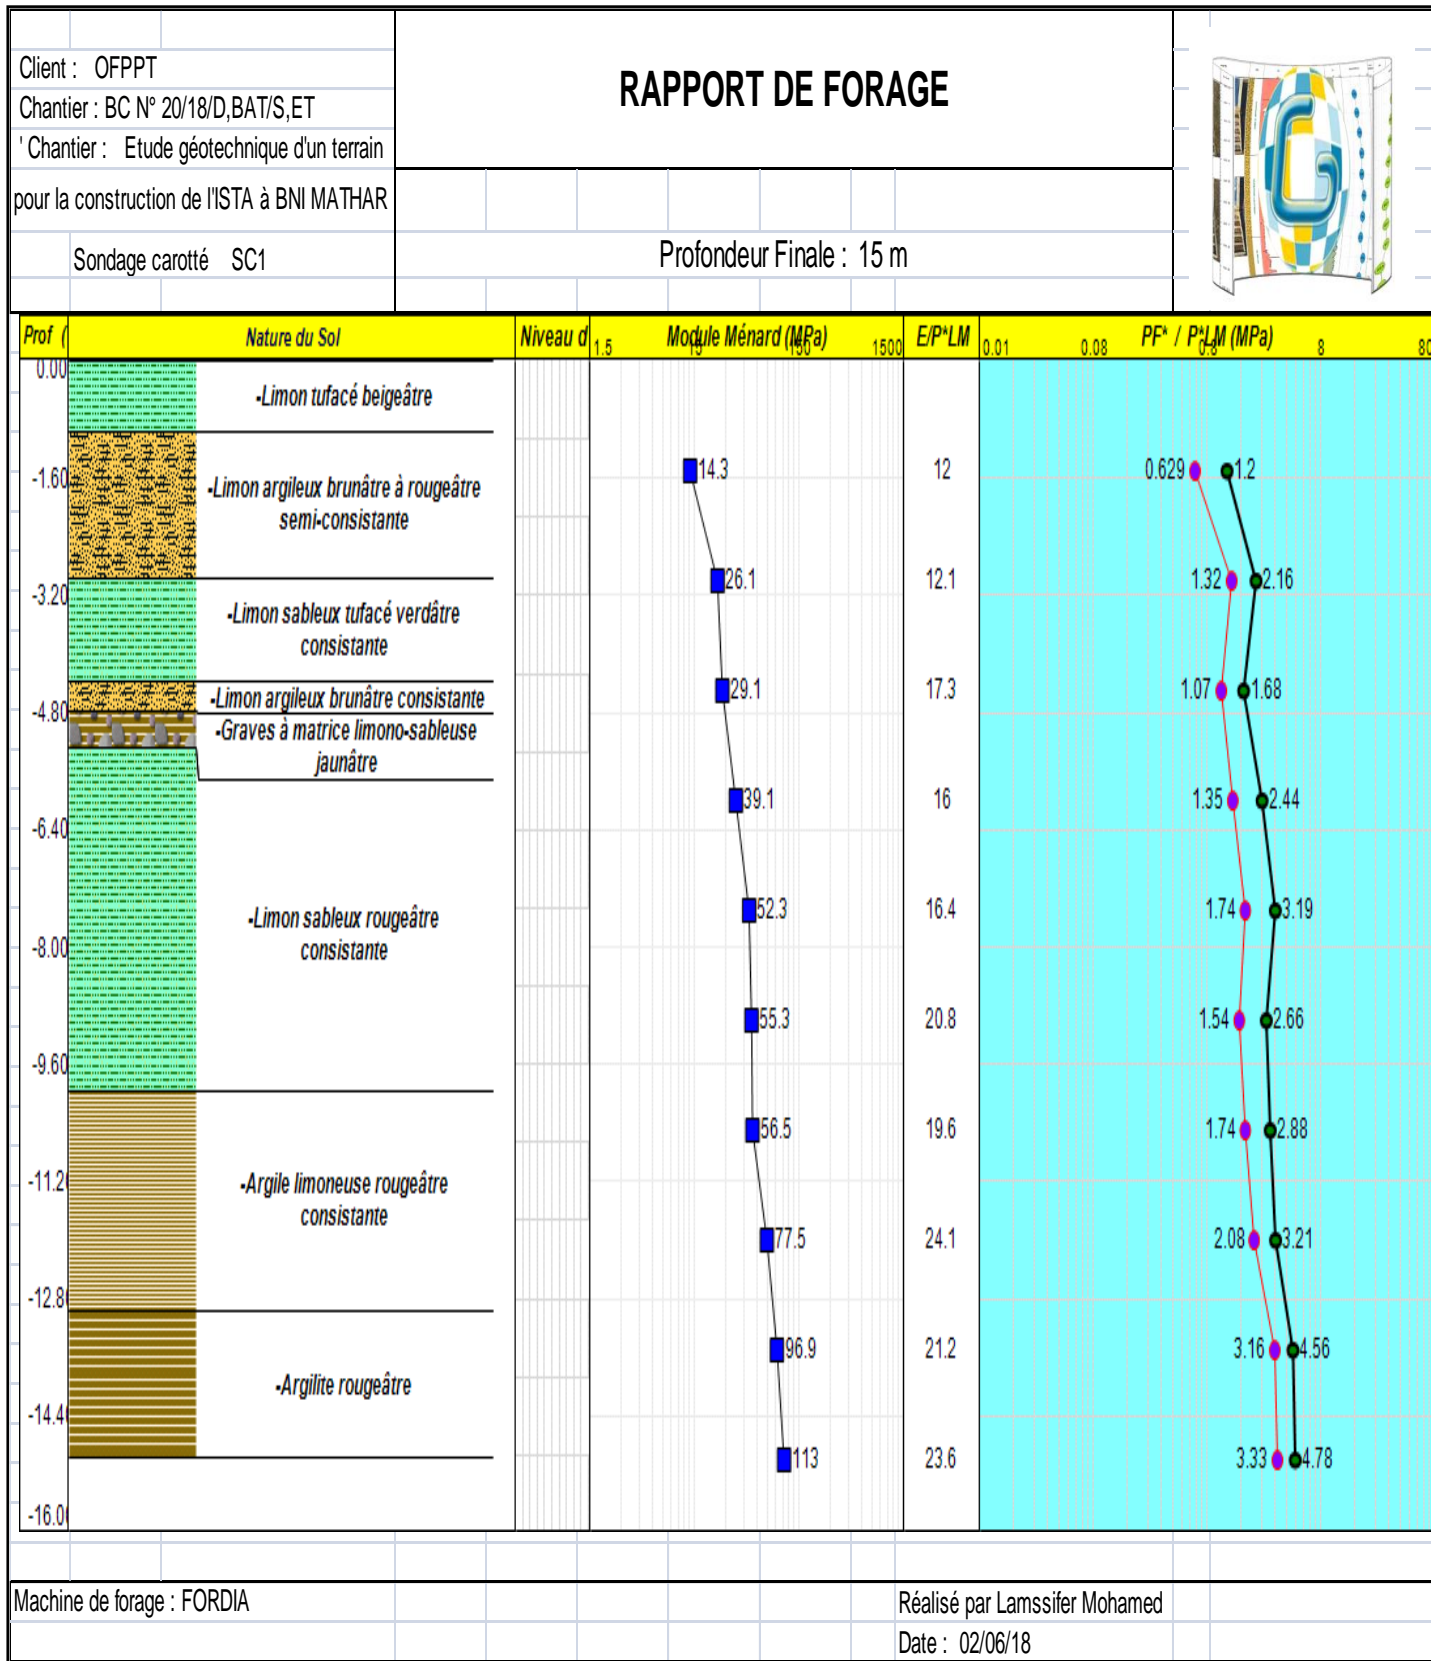 Client : OFPPT
Chantier : BC N° 20/18/D,BAT/S,ET
' Chantier : Etude géotechnique d'un terrain
pour la construction de l'ISTA à BNI MATHAR
Sondage carotté SC1
RAPPORT DE FORAGE
Profondeur Finale : 15 m
Prof (
Nature du Sol
Niveau d
Module Ménard (MPa)
1.5 15 150 1500
E/P*LM
PF* / P*LM (MPa)
0.01 0.08 0.8 8 80
0.00
-Limon tufacé beigeâtre
-1.60
14.3 12 0.629 1.2
-Limon argileux brunâtre à rougeâtre
semi-consistante
26.1 12.1 1.32 2.16
-3.20
-Limon sableux tufacé verdâtre
consistante
29.1 17.3 1.07 1.68
-Limon argileux brunâtre consistante
-4.80
-Graves à matrice limono-sableuse
jaunâtre
39.1 16 1.35 2.44
-6.40
52.3 16.4 1.74 3.19
-Limon sableux rougeâtre
consistante
-8.00
55.3 20.8 1.54 2.66
-9.60
56.5 19.6 1.74 2.88
-11.2
-Argile limoneuse rougeâtre
consistante
77.5 24.1 2.08 3.21
-12.8
96.9 21.2 3.16 4.56
-Argilite rougeâtre
-14.4
113 23.6 3.33 4.78
-16.0
Machine de forage : FORDIA
Réalisé par Lamssifer Mohamed
Date : 02/06/18
G